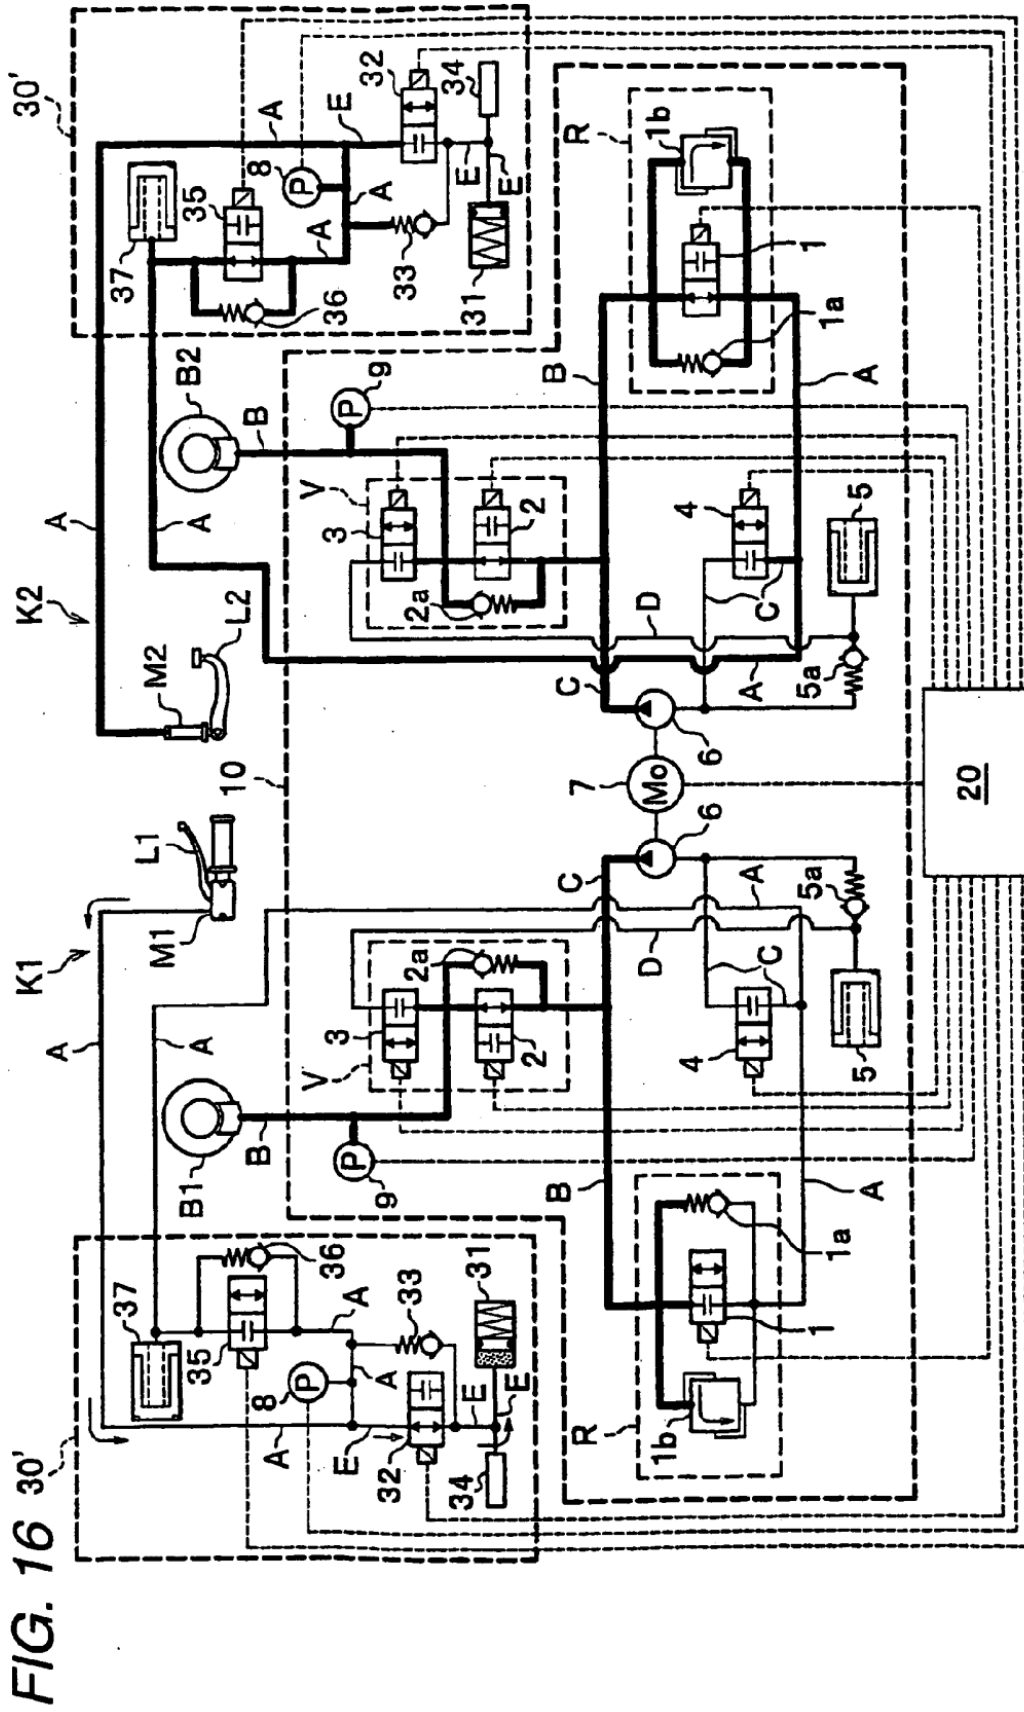 FIG. 16
30'
37
36
35
8
P
A
A
A
33
E
32
E
E
34
31
K1
A
A
L1
M1
B1
B
9
P
V
3
2
2a
10
R
1b
1
1a
B
A
C
D
A
C
4
5
5a
6
7
Mo
6
20
K2
A
A
M2
L2
B2
B
9
P
V
3
2
2a
C
D
A
C
4
5
5a
B
A
R
1b
1
1a
30'
37
36
35
8
P
A
A
A
E
32
33
E
E
34
31